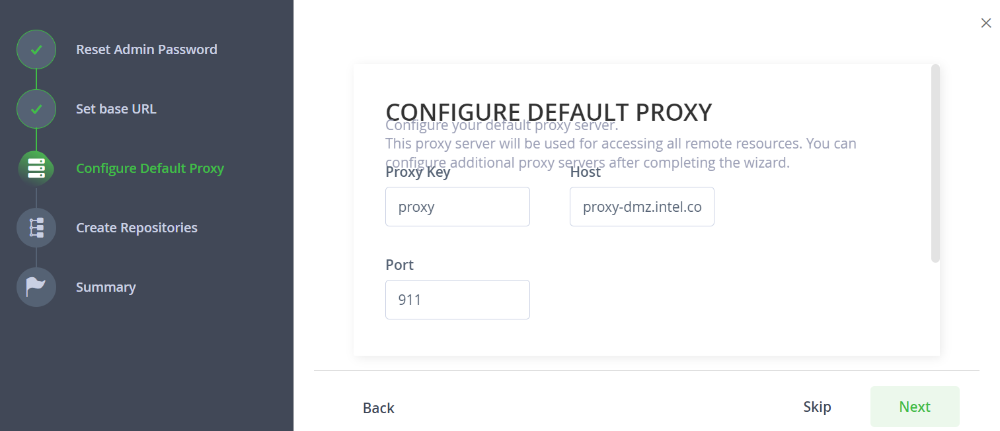 Reset Admin Password
Set base URL
Configure Default Proxy
Create Repositories
Summary
CONFIGURE DEFAULT PROXY
Configure your default proxy server.
This proxy server will be used for accessing all remote resources. You can
configure additional proxy servers after completing the wizard.
Proxy Key
Host
proxy
proxy-dmz.intel.co
Port
911
Back
Skip
Next